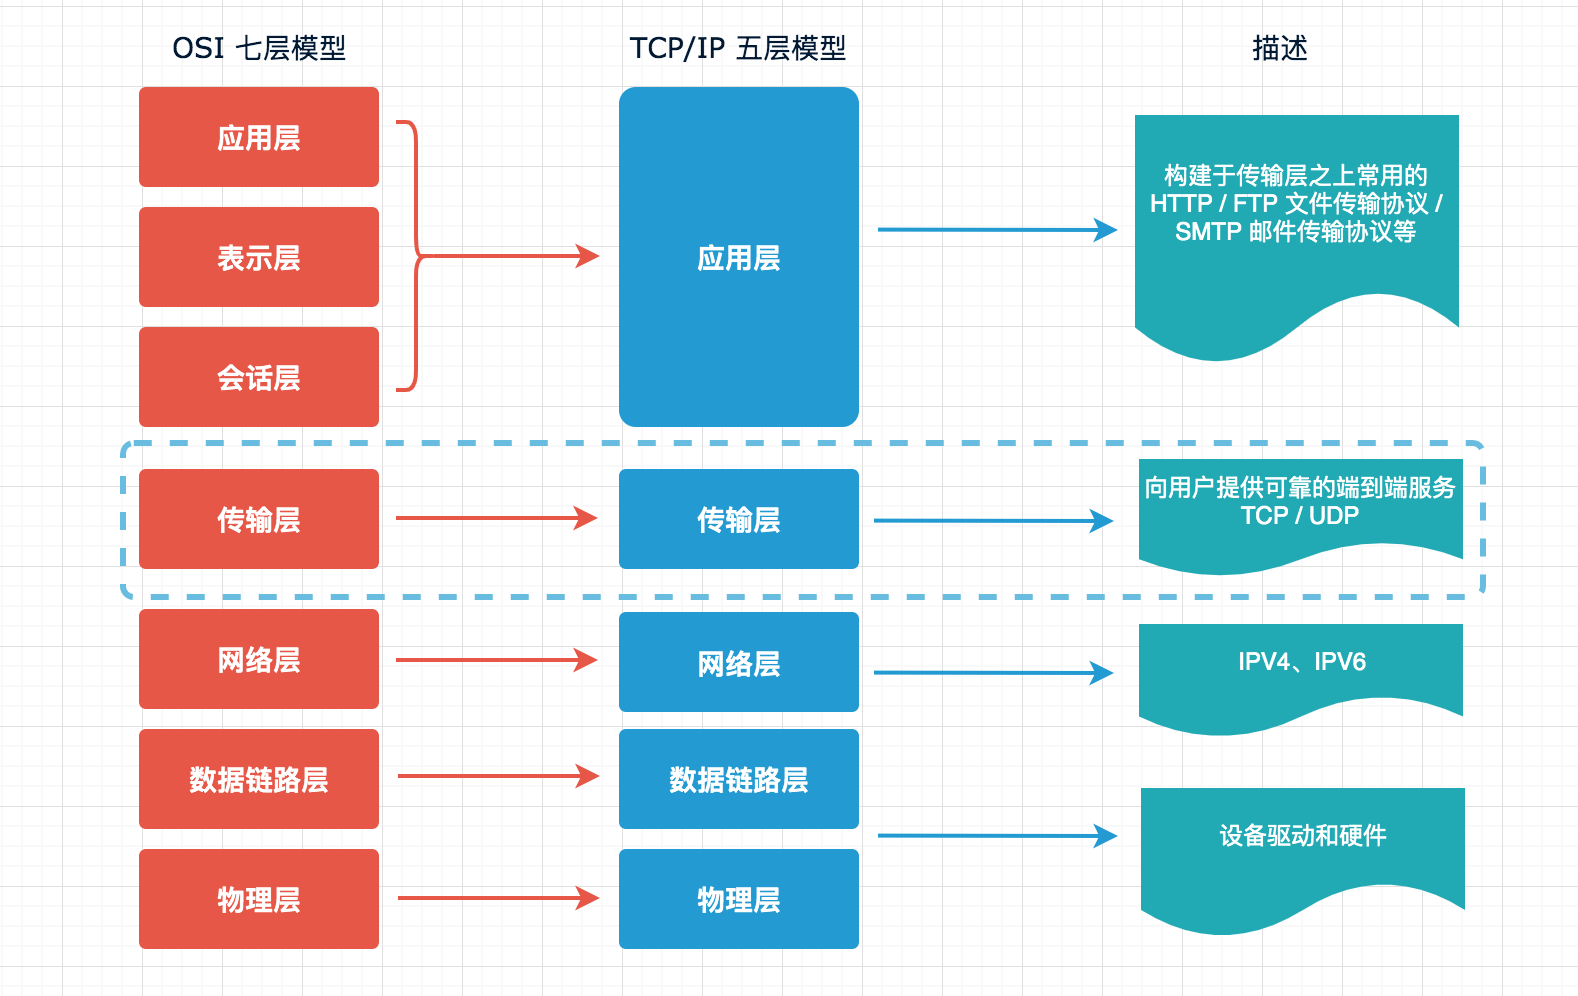 OSI 七层模型
TCP/IP 五层模型
描述
应用层
表示层
会话层
应用层
构建于传输层之上常用的
HTTP / FTP 文件传输协议 /
SMTP 邮件传输协议等
传输层
传输层
向用户提供可靠的端到端服务
TCP / UDP
网络层
网络层
IPV4、IPV6
数据链路层
数据链路层
设备驱动和硬件
物理层
物理层